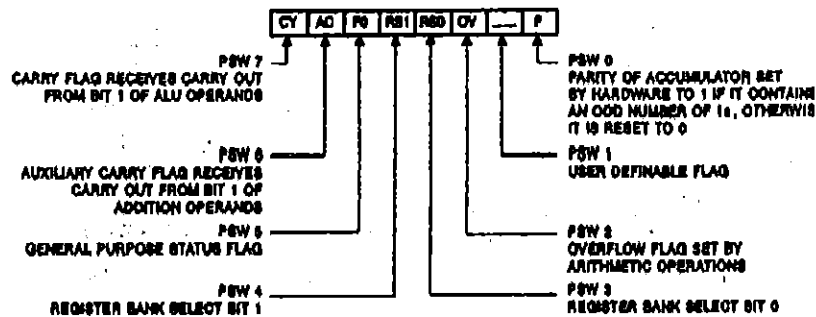 CY AC F0 RS1 RS0 OV — P
PSW 7
CARRY FLAG RECEIVES CARRY OUT
FROM BIT 1 OF ALU OPERANDS
PSW 6
AUXILIARY CARRY FLAG RECEIVES
CARRY OUT FROM BIT 1 OF
ADDITION OPERANDS
PSW 5
GENERAL PURPOSE STATUS FLAG
PSW 4
REGISTER BANK SELECT BIT 1
PSW 0
PARITY OF ACCUMULATOR SET
BY HARDWARE TO 1 IF IT CONTAINS
AN ODD NUMBER OF 1s, OTHERWIS
IT IS RESET TO 0
PSW 1
USER DEFINABLE FLAG
PSW 2
OVERFLOW FLAG SET BY
ARITHMETIC OPERATIONS
PSW 3
REGISTER BANK SELECT BIT 0